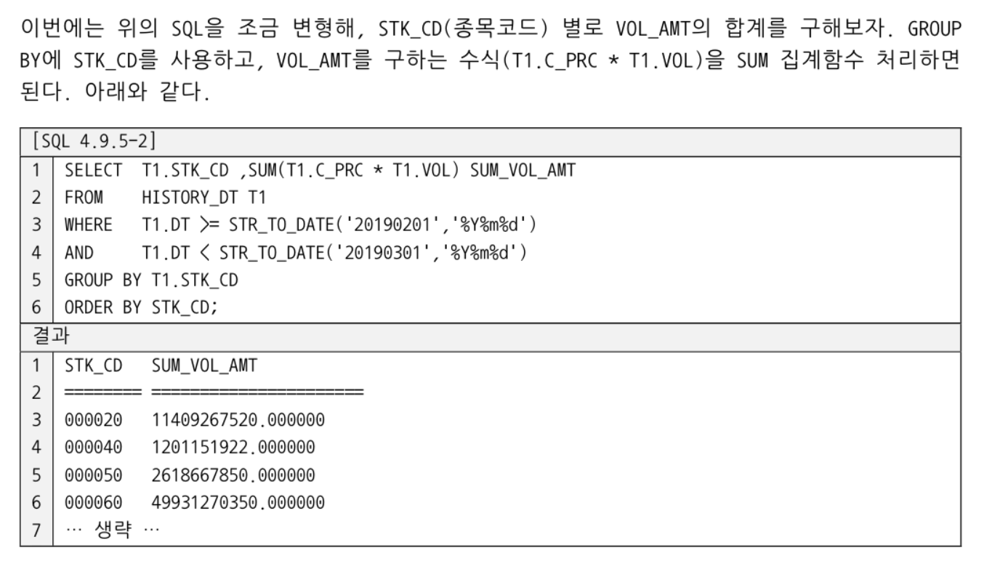 이번에는 위의 SQL을 조금 변형해, STK_CD(종목코드) 별로 VOL_AMT의 합계를 구해보자. GROUP
BY에 STK_CD를 사용하고, VOL_AMT를 구하는 수식(T1.C_PRC * T1.VOL)을 SUM 집계함수 처리하면
된다. 아래와 같다.
[SQL 4.9.5-2]
1 SELECT T1.STK_CD ,SUM(T1.C_PRC * T1.VOL) SUM_VOL_AMT
2 FROM HISTORY_DT T1
3 WHERE T1.DT >= STR_TO_DATE('20190201','%Y%m%d')
4 AND T1.DT < STR_TO_DATE('20190301','%Y%m%d')
5 GROUP BY T1.STK_CD
6 ORDER BY STK_CD;
결과
1 STK_CD SUM_VOL_AMT
2 ======== ======================
3 000020 11409267520.000000
4 000040 1201151922.000000
5 000050 2618667850.000000
6 000060 49931270350.000000
7 … 생략 …